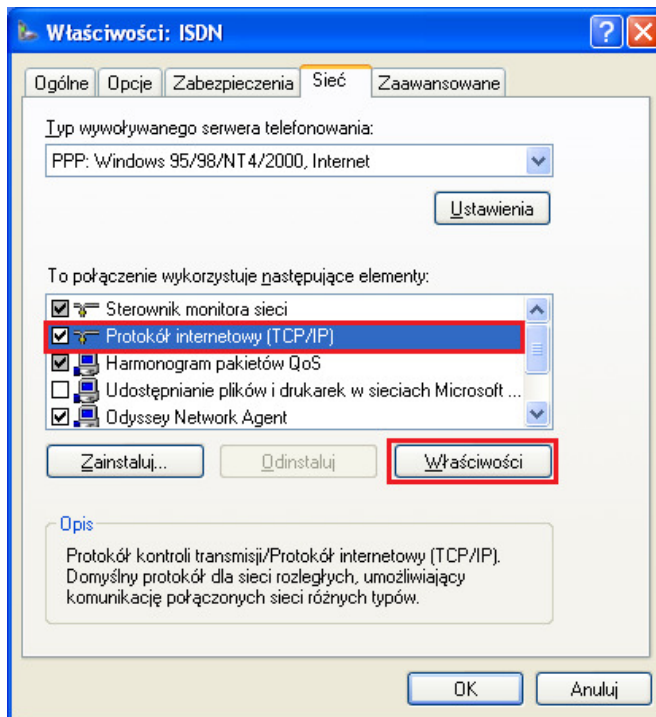 Właściwości: ISDN
Ogólne Opcje Zabezpieczenia Sieć Zaawansowane
Typ wywoływanego serwera telefonowania:
PPP: Windows 95/98/NT4/2000, Internet
Ustawienia
To połączenie wykorzystuje następujące elementy:
Sterownik monitora sieci
Protokół internetowy (TCP/IP)
Harmonogram pakietów QoS
Udostępnianie plików i drukarek w sieciach Microsoft ...
Odyssey Network Agent
Zainstaluj... Odinstaluj Właściwości
Opis
Protokół kontroli transmisji/Protokół internetowy (TCP/IP).
Domyślny protokół dla sieci rozległych, umożliwiający
komunikację połączonych sieci różnych typów.
OK Anuluj